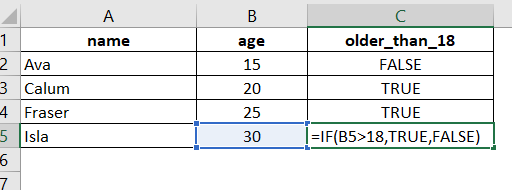 A B C
1 name age older_than_18
2 Ava 15 FALSE
3 Calum 20 TRUE
4 Fraser 25 TRUE
5 Isla 30 =IF(B5>18,TRUE,FALSE)
6
7